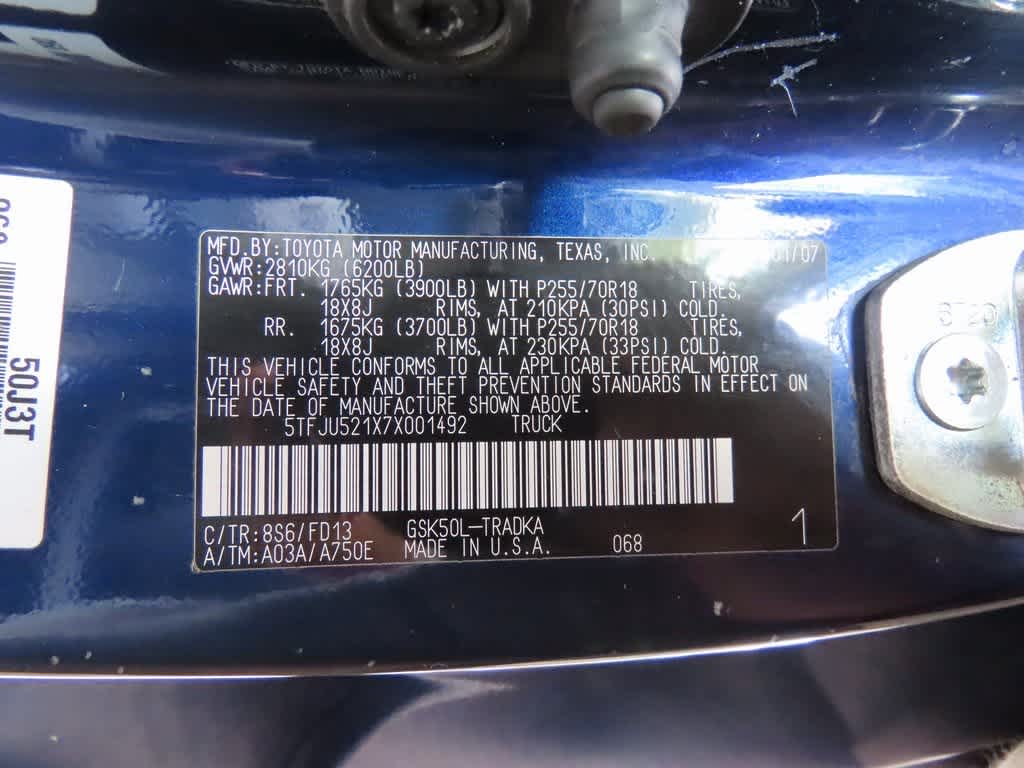 MFD.BY:TOYOTA MOTOR MANUFACTURING, TEXAS, INC. 01/07
GVWR:2810KG (6200LB)
GAWR:FRT. 1765KG (3900LB) WITH P255/70R18 TIRES,
18X8J RIMS, AT 210KPA (30PSI) COLD.
RR. 1675KG (3700LB) WITH P255/70R18 TIRES,
18X8J RIMS, AT 230KPA (33PSI) COLD.
THIS VEHICLE CONFORMS TO ALL APPLICABLE FEDERAL MOTOR
VEHICLE SAFETY AND THEFT PREVENTION STANDARDS IN EFFECT ON
THE DATE OF MANUFACTURE SHOWN ABOVE.
5TFJU521X7X001492 TRUCK
C/TR:8S6/FD13 GSK50L-TRADKA
A/TM:A03A/A750E MADE IN U.S.A. 068 1
50J3T